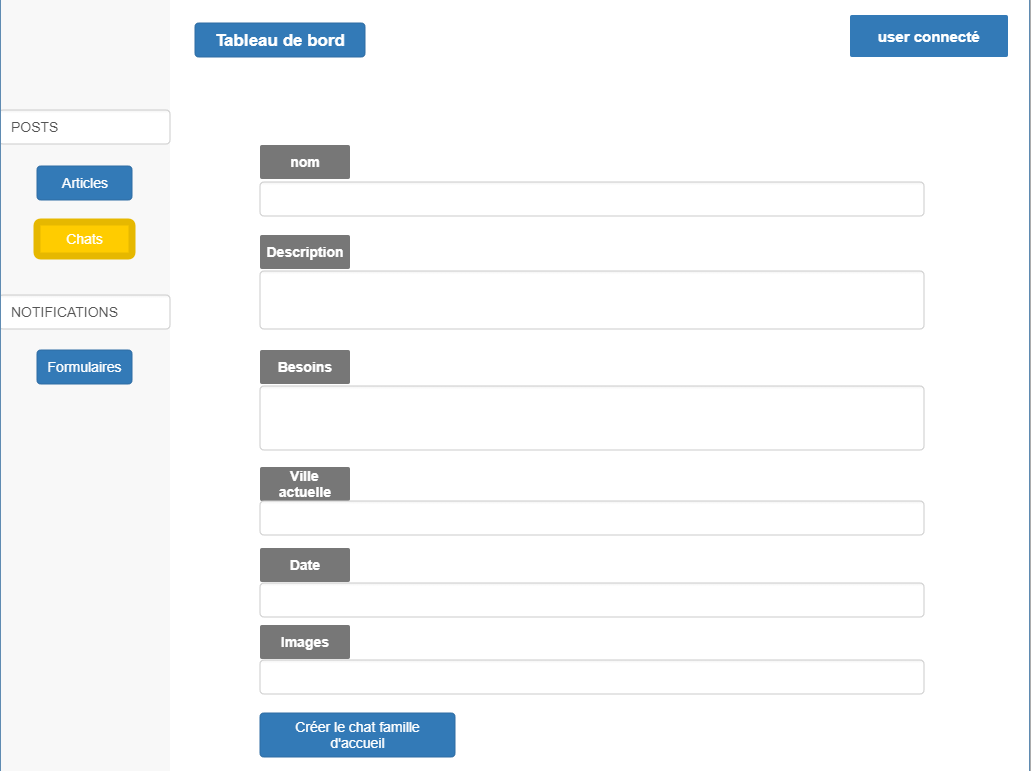 Tableau de bord
user connecté
POSTS
Articles
Chats
NOTIFICATIONS
Formulaires
nom
Description
Besoins
Ville
actuelle
Date
Images
Créer le chat famille
d'accueil